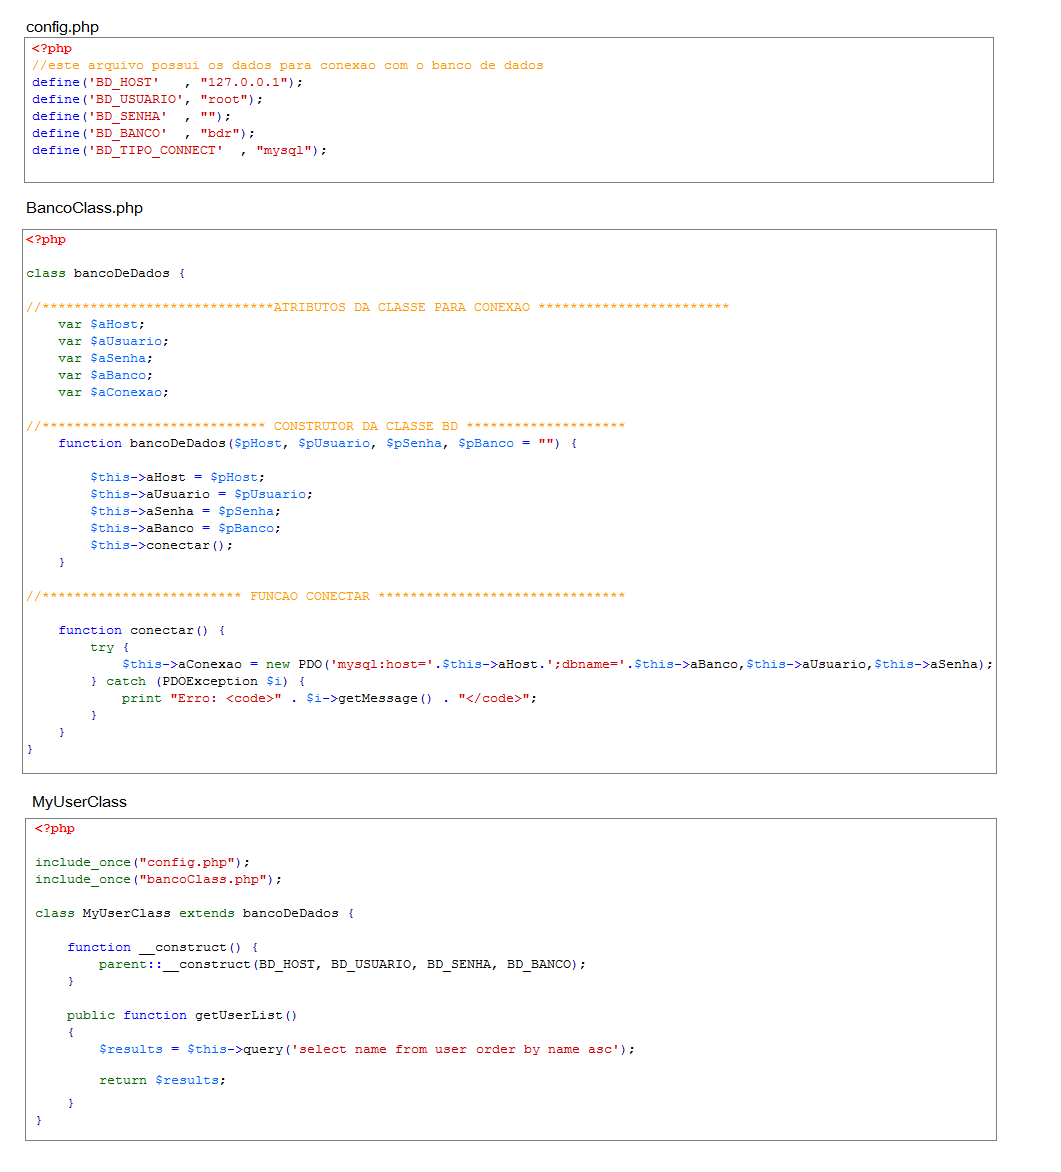 config.php
<?php
//este arquivo possui os dados para conexao com o banco de dados
define('BD_HOST'   , "127.0.0.1");
define('BD_USUARIO', "root");
define('BD_SENHA'  , "");
define('BD_BANCO'  , "bdr");
define('BD_TIPO_CONNECT'  , "mysql");
BancoClass.php
<?php
class bancoDeDados {
//*****************************ATRIBUTOS DA CLASSE PARA CONEXAO ************************
    var $aHost;
    var $aUsuario;
    var $aSenha;
    var $aBanco;
    var $aConexao;
//**************************** CONSTRUTOR DA CLASSE BD ********************
    function bancoDeDados($pHost, $pUsuario, $pSenha, $pBanco = "") {
        $this->aHost = $pHost;
        $this->aUsuario = $pUsuario;
        $this->aSenha = $pSenha;
        $this->aBanco = $pBanco;
        $this->conectar();
    }
//************************* FUNCAO CONECTAR *******************************
    function conectar() {
        try {
            $this->aConexao = new PDO('mysql:host='.$this->aHost.';dbname='.$this->aBanco,$this->aUsuario,$this->aSenha);
        } catch (PDOException $i) {
            print "Erro: <code>" . $i->getMessage() . "</code>";
        }
    }
}
MyUserClass
<?php
include_once("config.php");
include_once("bancoClass.php");
class MyUserClass extends bancoDeDados {
    function __construct() {
        parent::__construct(BD_HOST, BD_USUARIO, BD_SENHA, BD_BANCO);
    }
    public function getUserList()
    {
        $results = $this->query('select name from user order by name asc');
        return $results;
    }
}